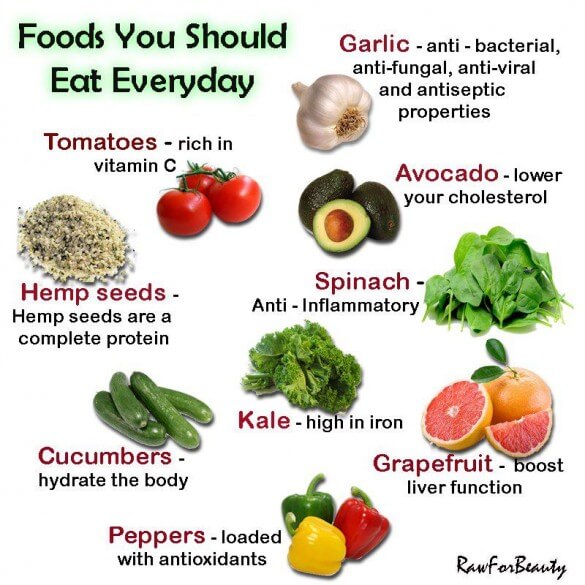 Foods You Should
Eat Everyday
Garlic - anti - bacterial,
anti-fungal, anti-viral
and antiseptic
properties
Tomatoes - rich in
vitamin C
Avocado - lower
your cholesterol
Hemp seeds -
Hemp seeds are a
complete protein
Spinach -
Anti - Inflammatory
Kale - high in iron
Cucumbers -
hydrate the body
Grapefruit - boost
liver function
Peppers - loaded
with antioxidants
RawForBeauty